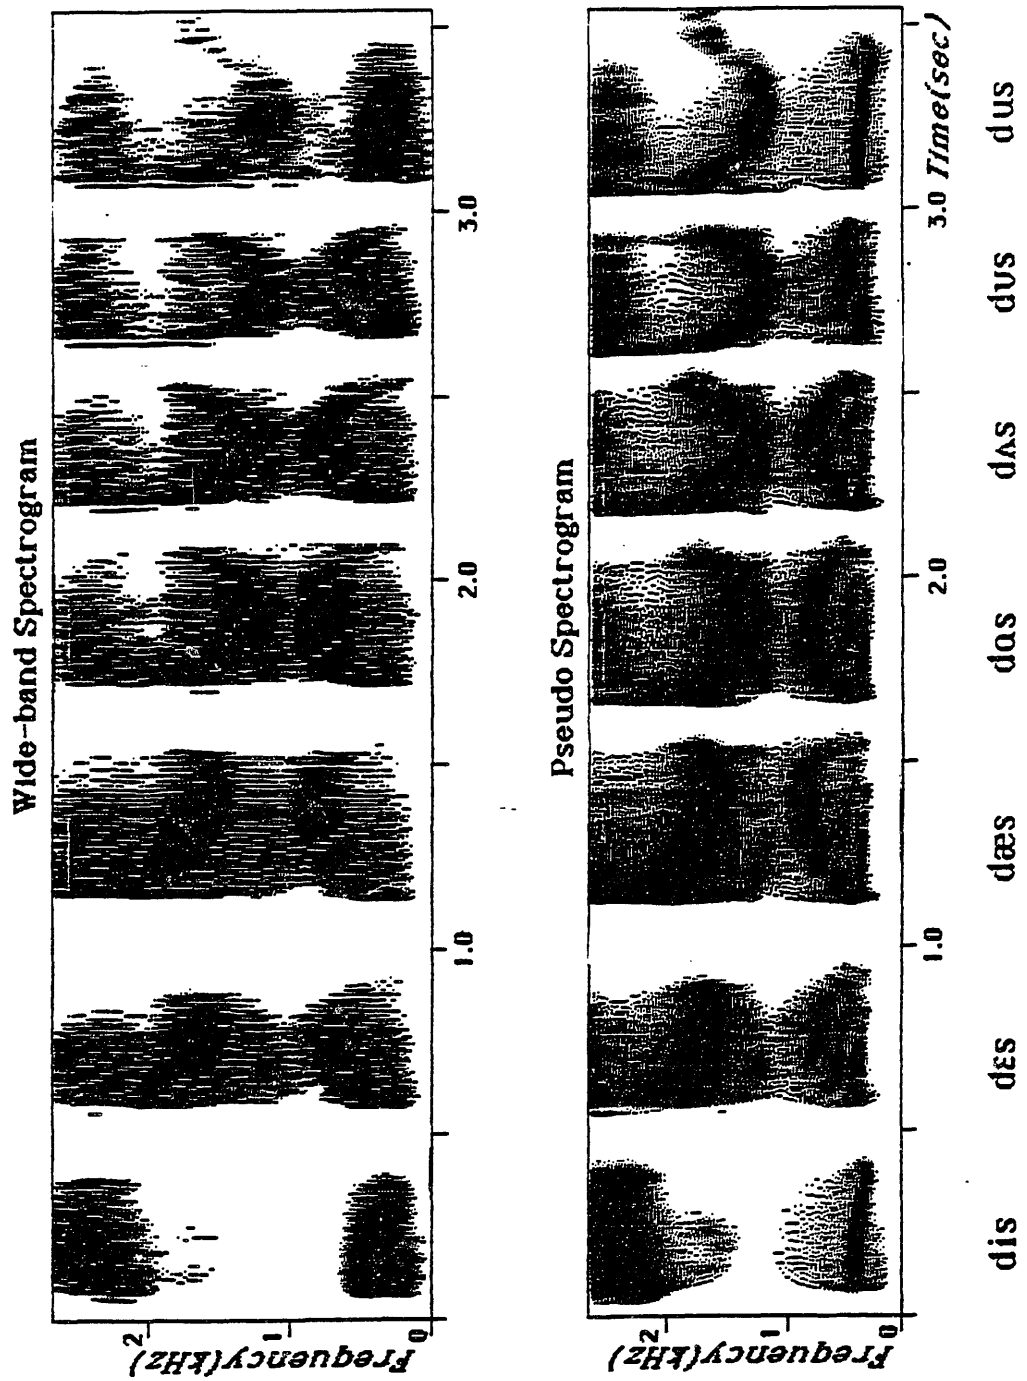 Wide-band Spectrogram
Frequency(kHz)
2
1
0
1.0 2.0 3.0
Pseudo Spectrogram
Frequency(kHz)
2
1
0
1.0 2.0 3.0 Time(sec)
dis dɛs dæs dɑs dʌs dʊs dus